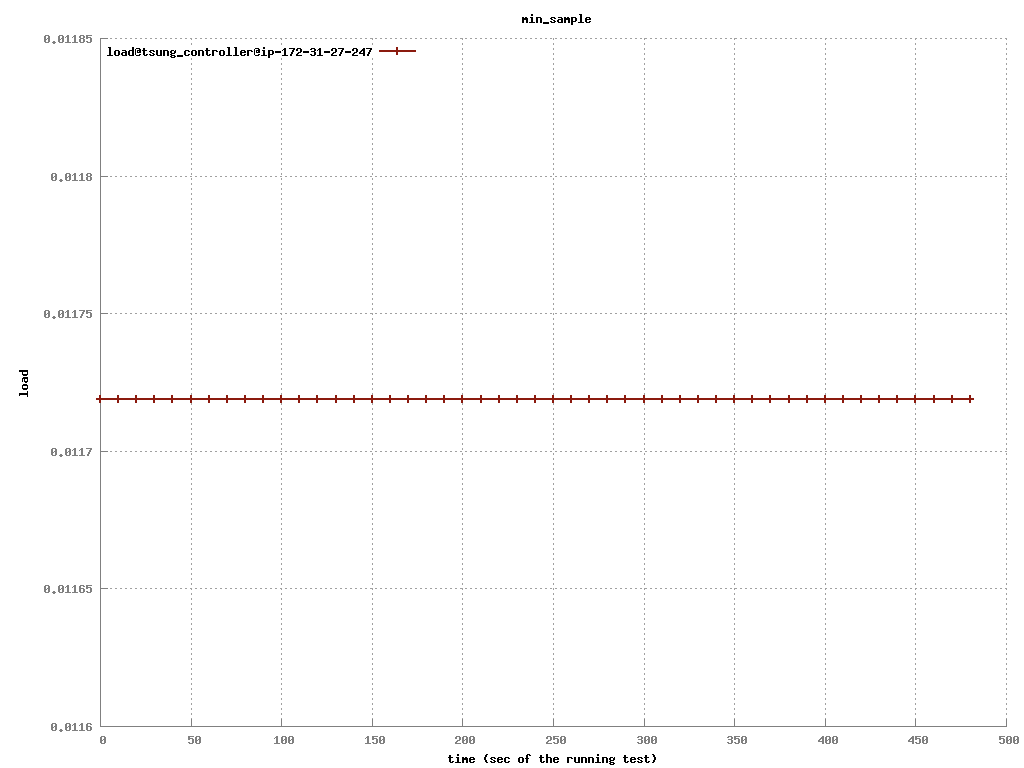 min_sample
load@tsung_controller@ip-172-31-27-247
0.01185
0.0118
0.01175
0.0117
0.01165
0.0116
load
0 50 100 150 200 250 300 350 400 450 500
time (sec of the running test)